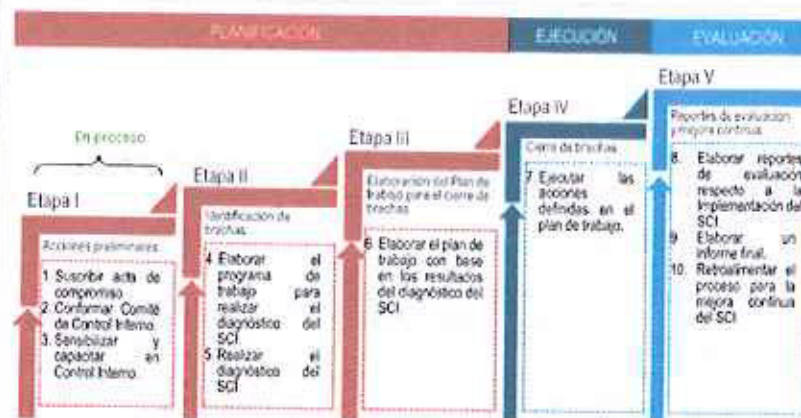 PLANIFICACIÓN
EJECUCIÓN
EVALUACIÓN
En proceso
Etapa I
Acciones preliminares
1 Suscribir acta de
compromiso
2. Conformar Comité
de Control Interno.
3. Sensibilizar y
capacitar en
Control Interno
Etapa II
Identificación de
brechas
4 Elaborar el
programa de
trabajo para
realizar el
diagnóstico del
SCI
5 Realizar el
diagnóstico del
SCI
Etapa III
Elaboración del Plan de
trabajo para el cierre de
brechas
6 Elaborar el plan de
trabajo con base
en los resultados
del diagnóstico del
SCI
Etapa IV
Cierre de brechas
7 Ejecutar las
acciones
definidas en el
plan de trabajo.
Etapa V
Reportes de evaluación
y mejora continua
8. Elaborar reportes
de evaluación
respecto a la
Implementación del
SCI
9 Elaborar un
informe final.
10. Retroalimentar el
proceso para la
mejora continua
del SCI